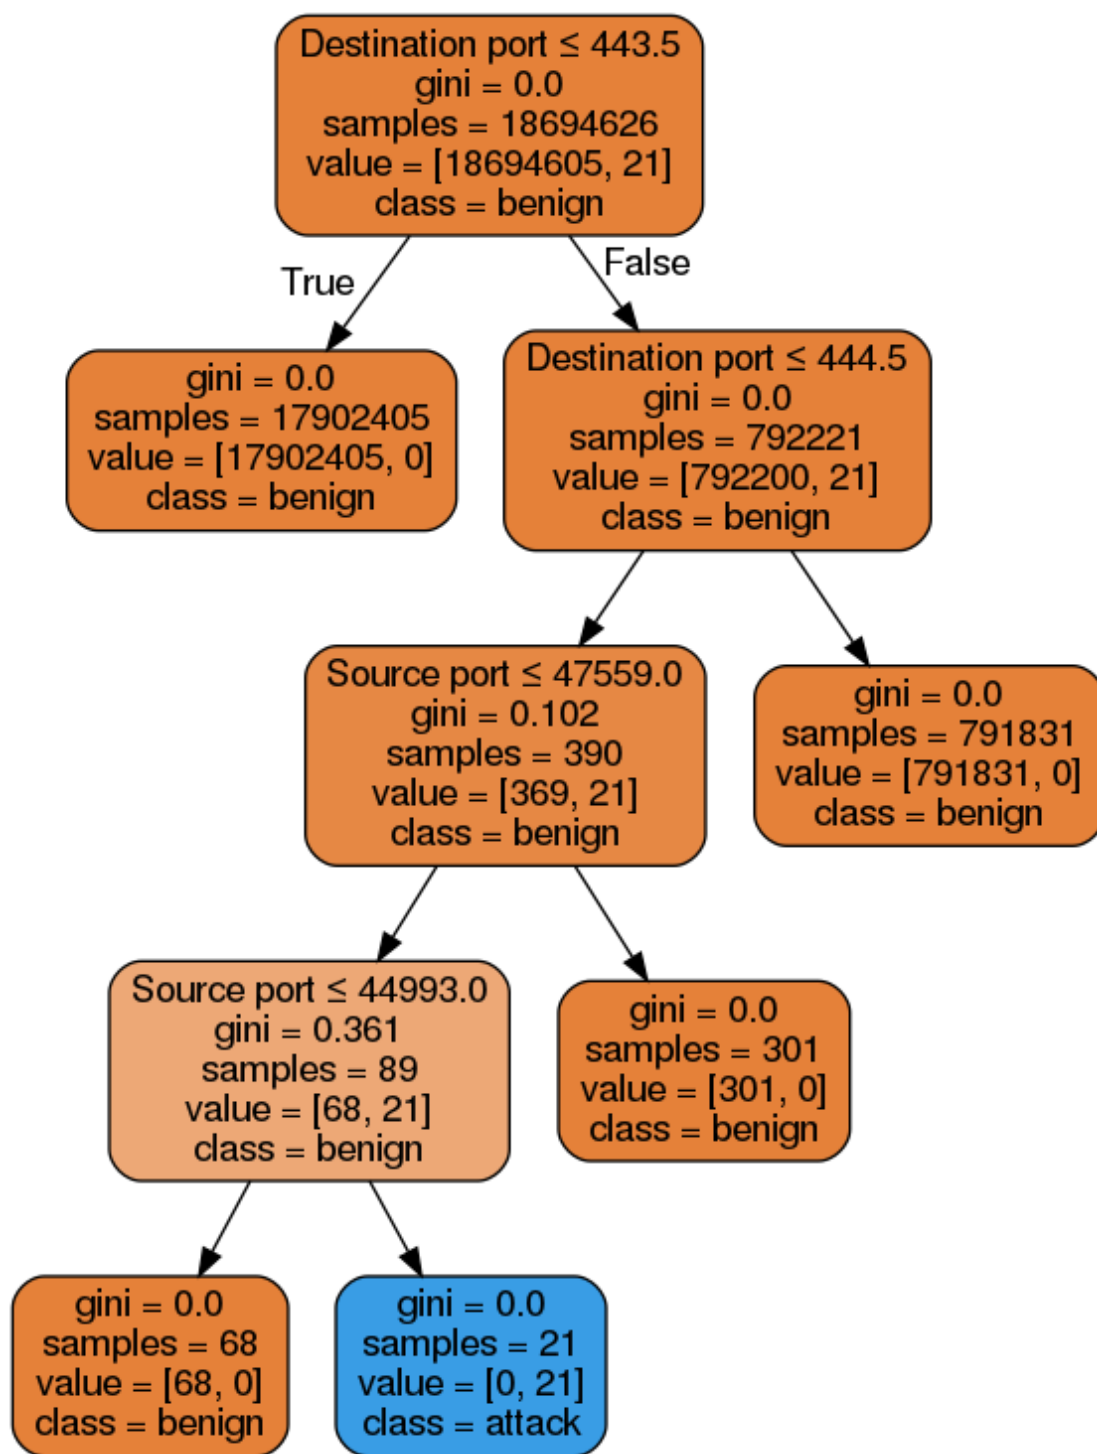 Destination port ≤ 443.5
gini = 0.0
samples = 18694626
value = [18694605, 21]
class = benign
True
False
gini = 0.0
samples = 17902405
value = [17902405, 0]
class = benign
Destination port ≤ 444.5
gini = 0.0
samples = 792221
value = [792200, 21]
class = benign
Source port ≤ 47559.0
gini = 0.102
samples = 390
value = [369, 21]
class = benign
gini = 0.0
samples = 791831
value = [791831, 0]
class = benign
Source port ≤ 44993.0
gini = 0.361
samples = 89
value = [68, 21]
class = benign
gini = 0.0
samples = 301
value = [301, 0]
class = benign
gini = 0.0
samples = 68
value = [68, 0]
class = benign
gini = 0.0
samples = 21
value = [0, 21]
class = attack